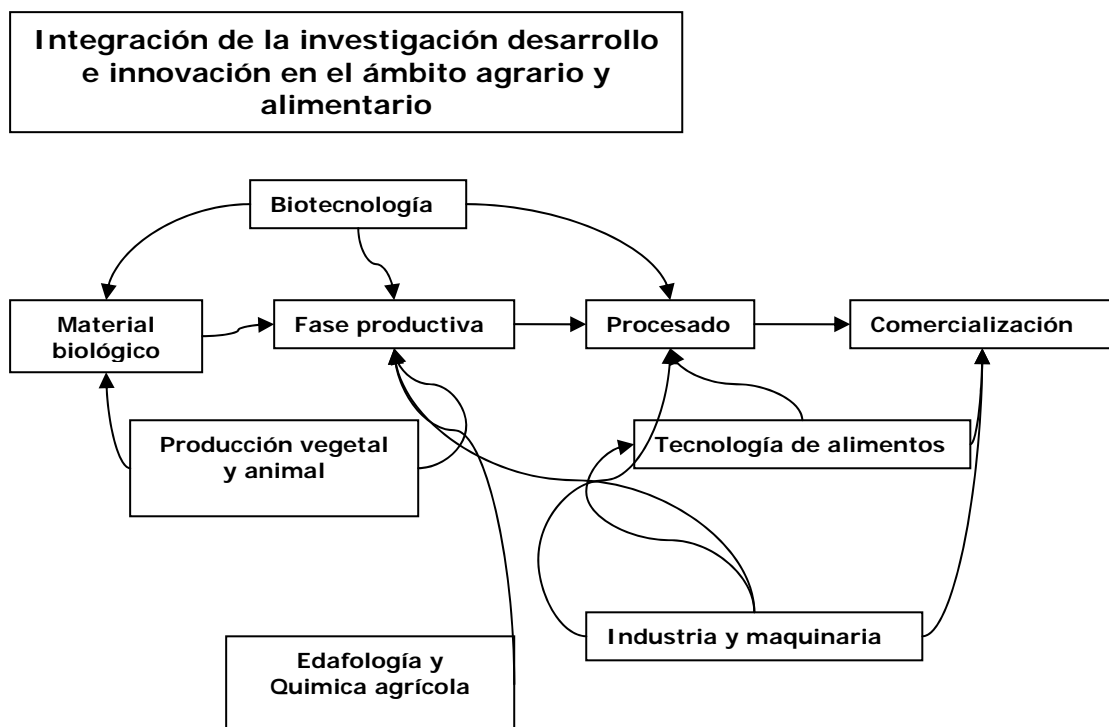 Integración de la investigación desarrollo
e innovación en el ámbito agrario y
alimentario
Biotecnología
Material
biológico
Fase productiva
Procesado
Comercialización
Producción vegetal
y animal
Tecnología de alimentos
Industria y maquinaria
Edafología y
Quimica agrícola